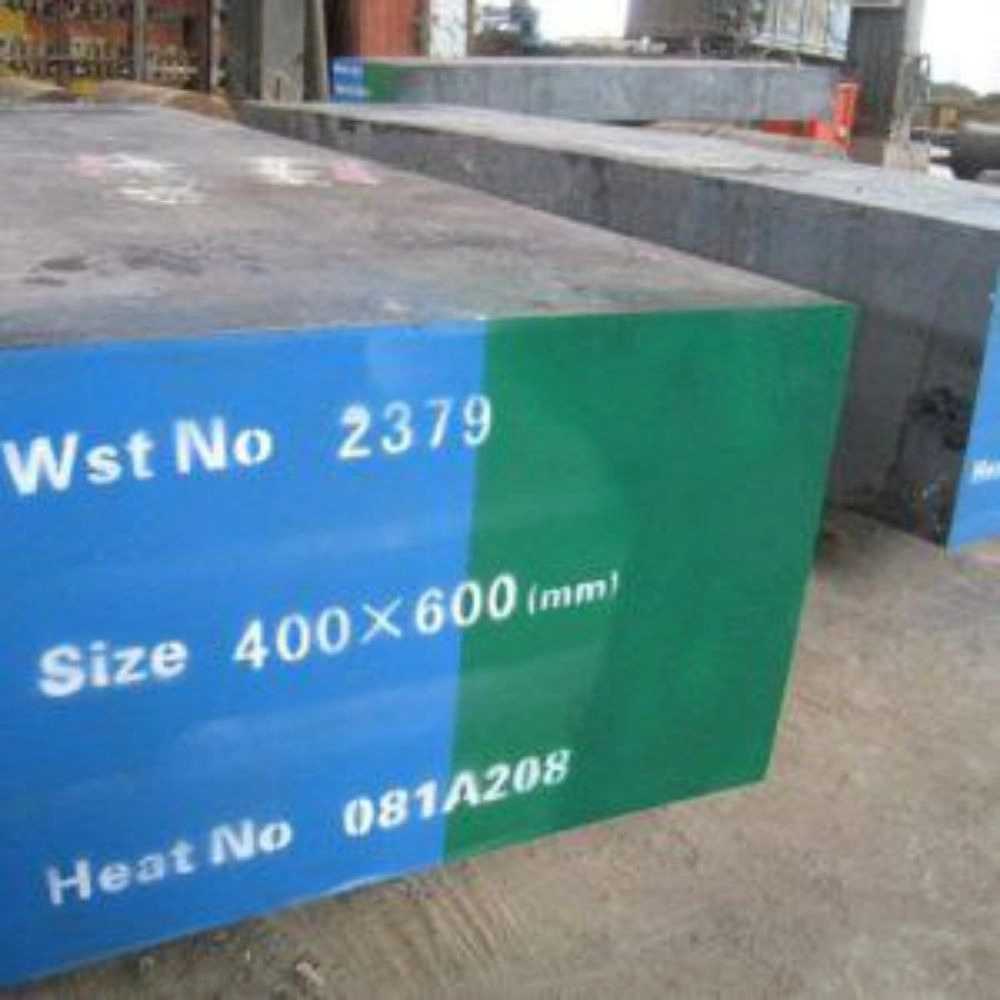 Wst No 2379
Size 400×600 (mm)
Heat No 081A208